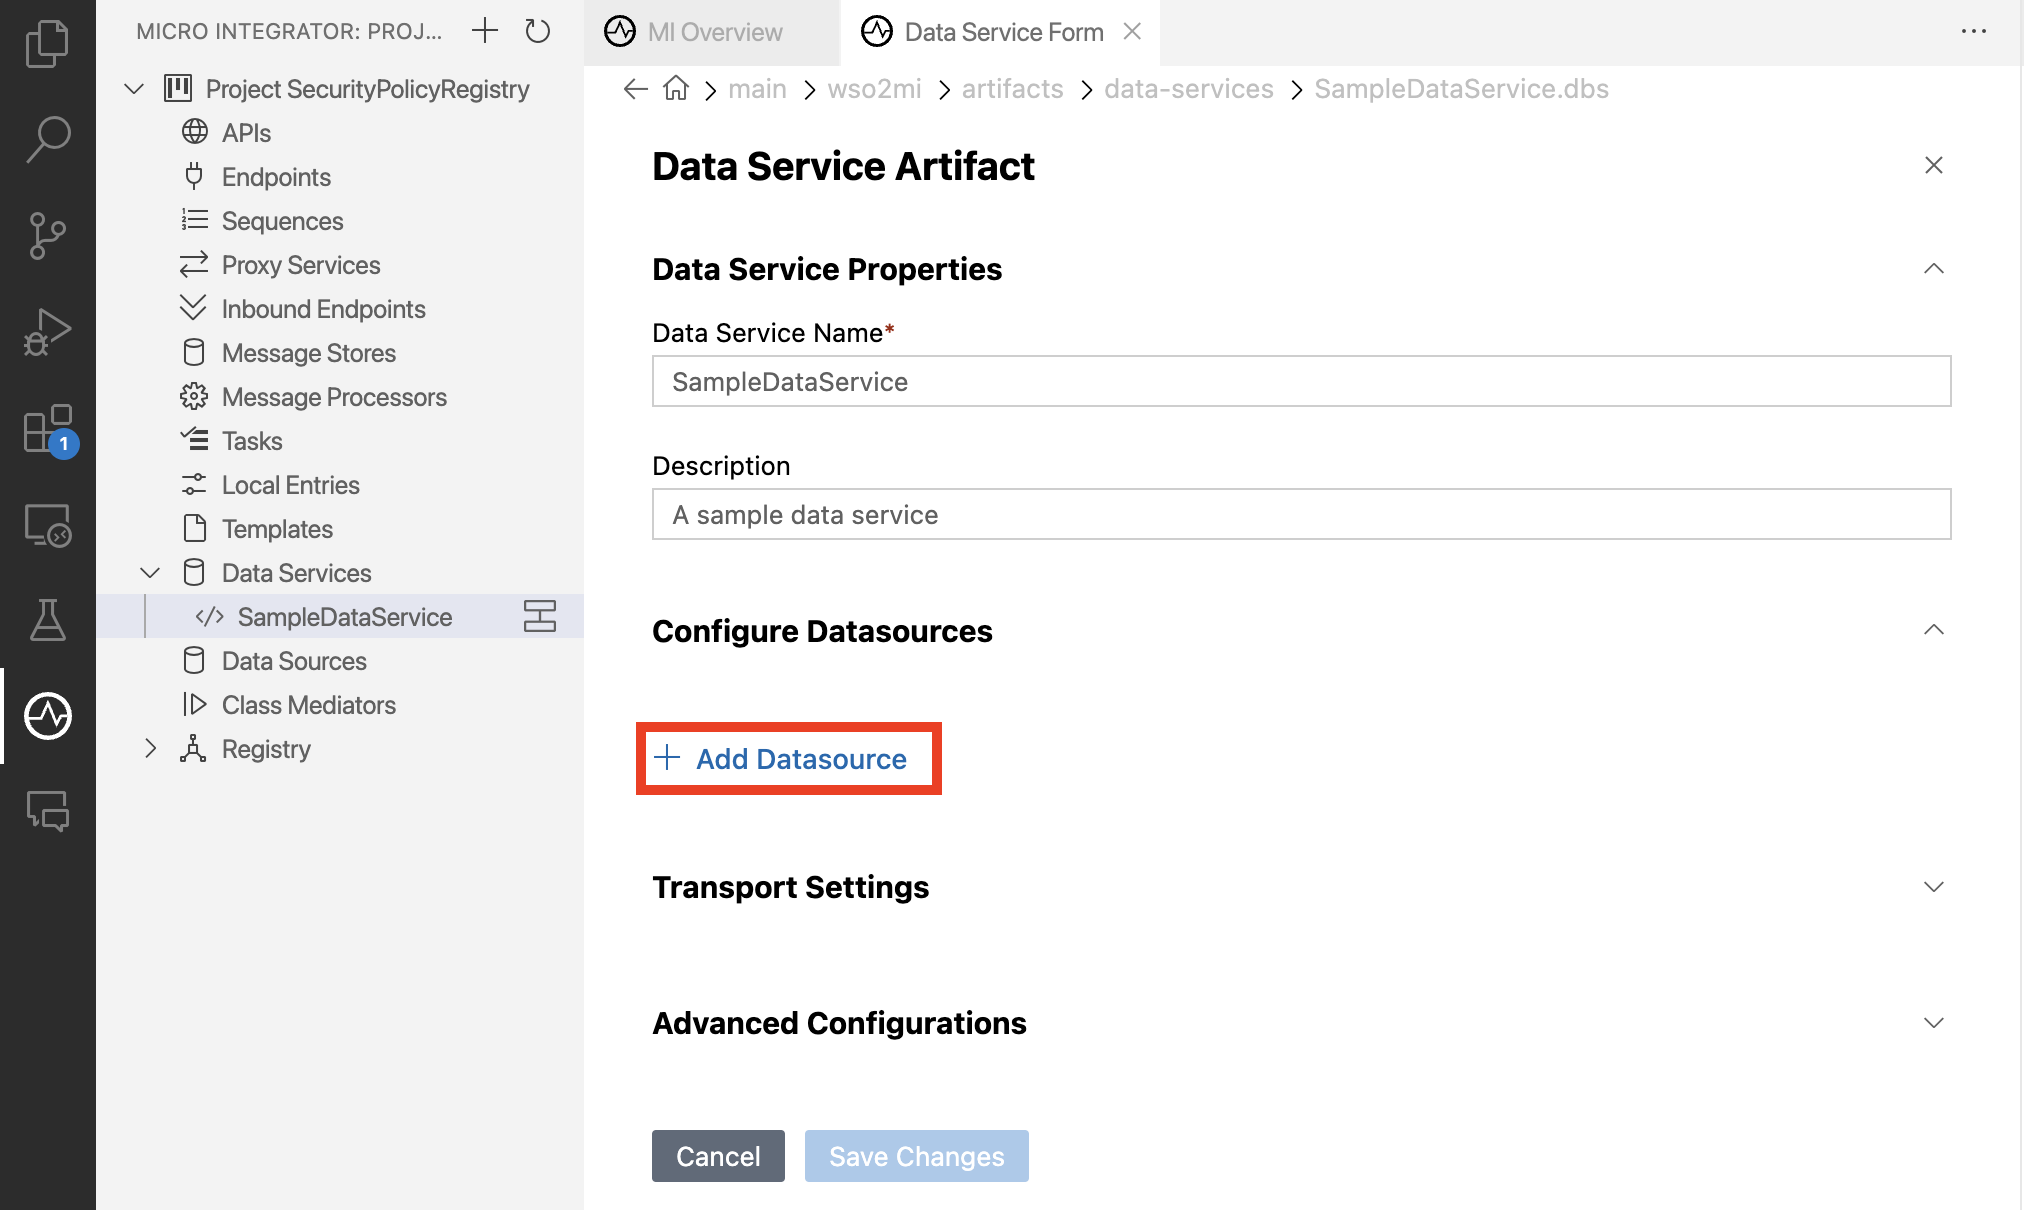 MICRO INTEGRATOR: PROJ...
Project SecurityPolicyRegistry
APIs
Endpoints
Sequences
Proxy Services
Inbound Endpoints
Message Stores
Message Processors
Tasks
Local Entries
Templates
Data Services
SampleDataService
Data Sources
Class Mediators
Registry
1
MI Overview
Data Service Form
main > wso2mi > artifacts > data-services > SampleDataService.dbs
Data Service Artifact
Data Service Properties
Data Service Name*
SampleDataService
Description
A sample data service
Configure Datasources
Add Datasource
Transport Settings
Advanced Configurations
Cancel
Save Changes